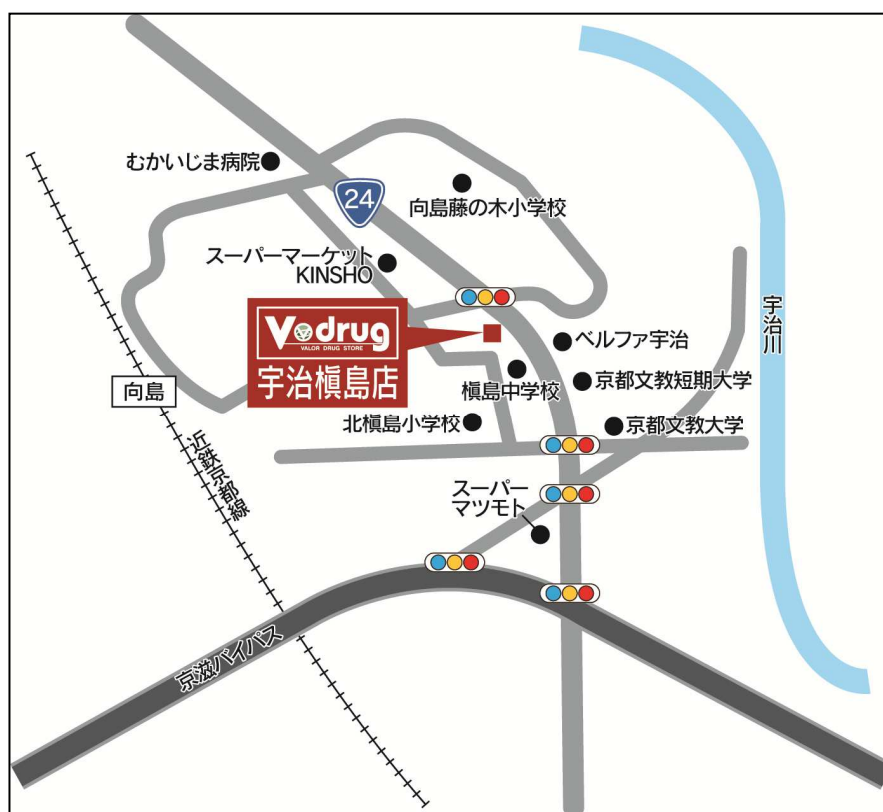 むかいじま病院
24
向島藤の木小学校
スーパーマーケット
KINSHO
V drug
VALOR DRUG STORE
宇治槇島店
ベルファ宇治
宇治川
槇島中学校
京都文教短期大学
向島
北槇島小学校
京都文教大学
近鉄京都線
スーパー
マツモト
京滋バイパス